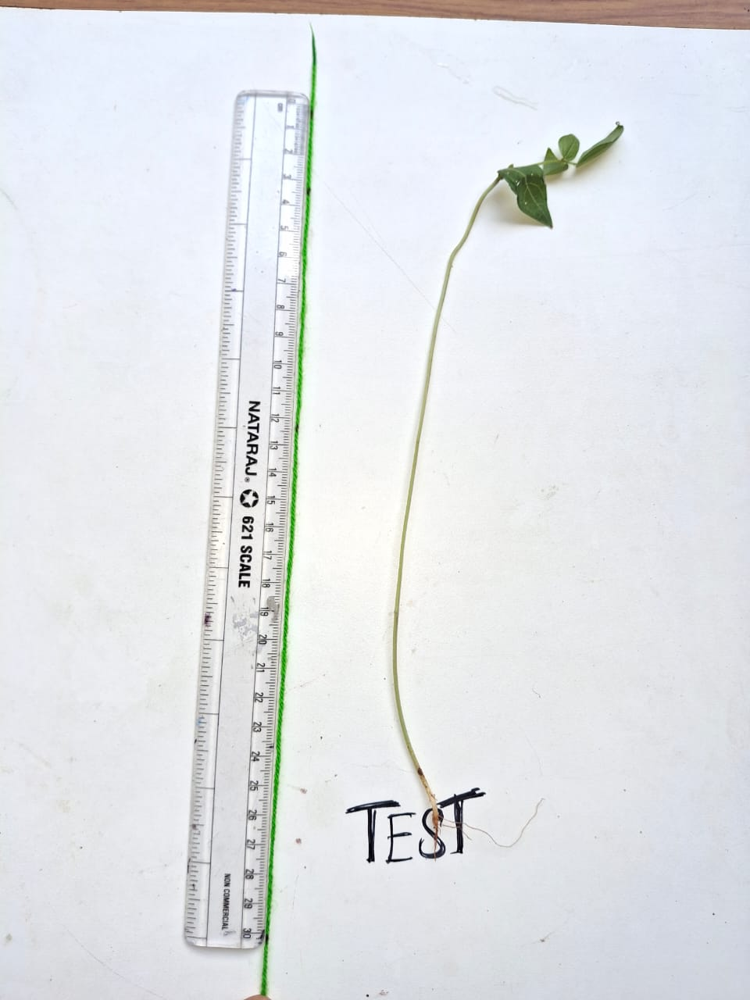 0 1 2 3 4 5 6 7 8 9 10 11 12 13 14 15 16 17 18 19 20 21 22 23 24 25 26 27 28 29 30
NATARAJ® 621 SCALE
NON COMMERCIAL
TEST